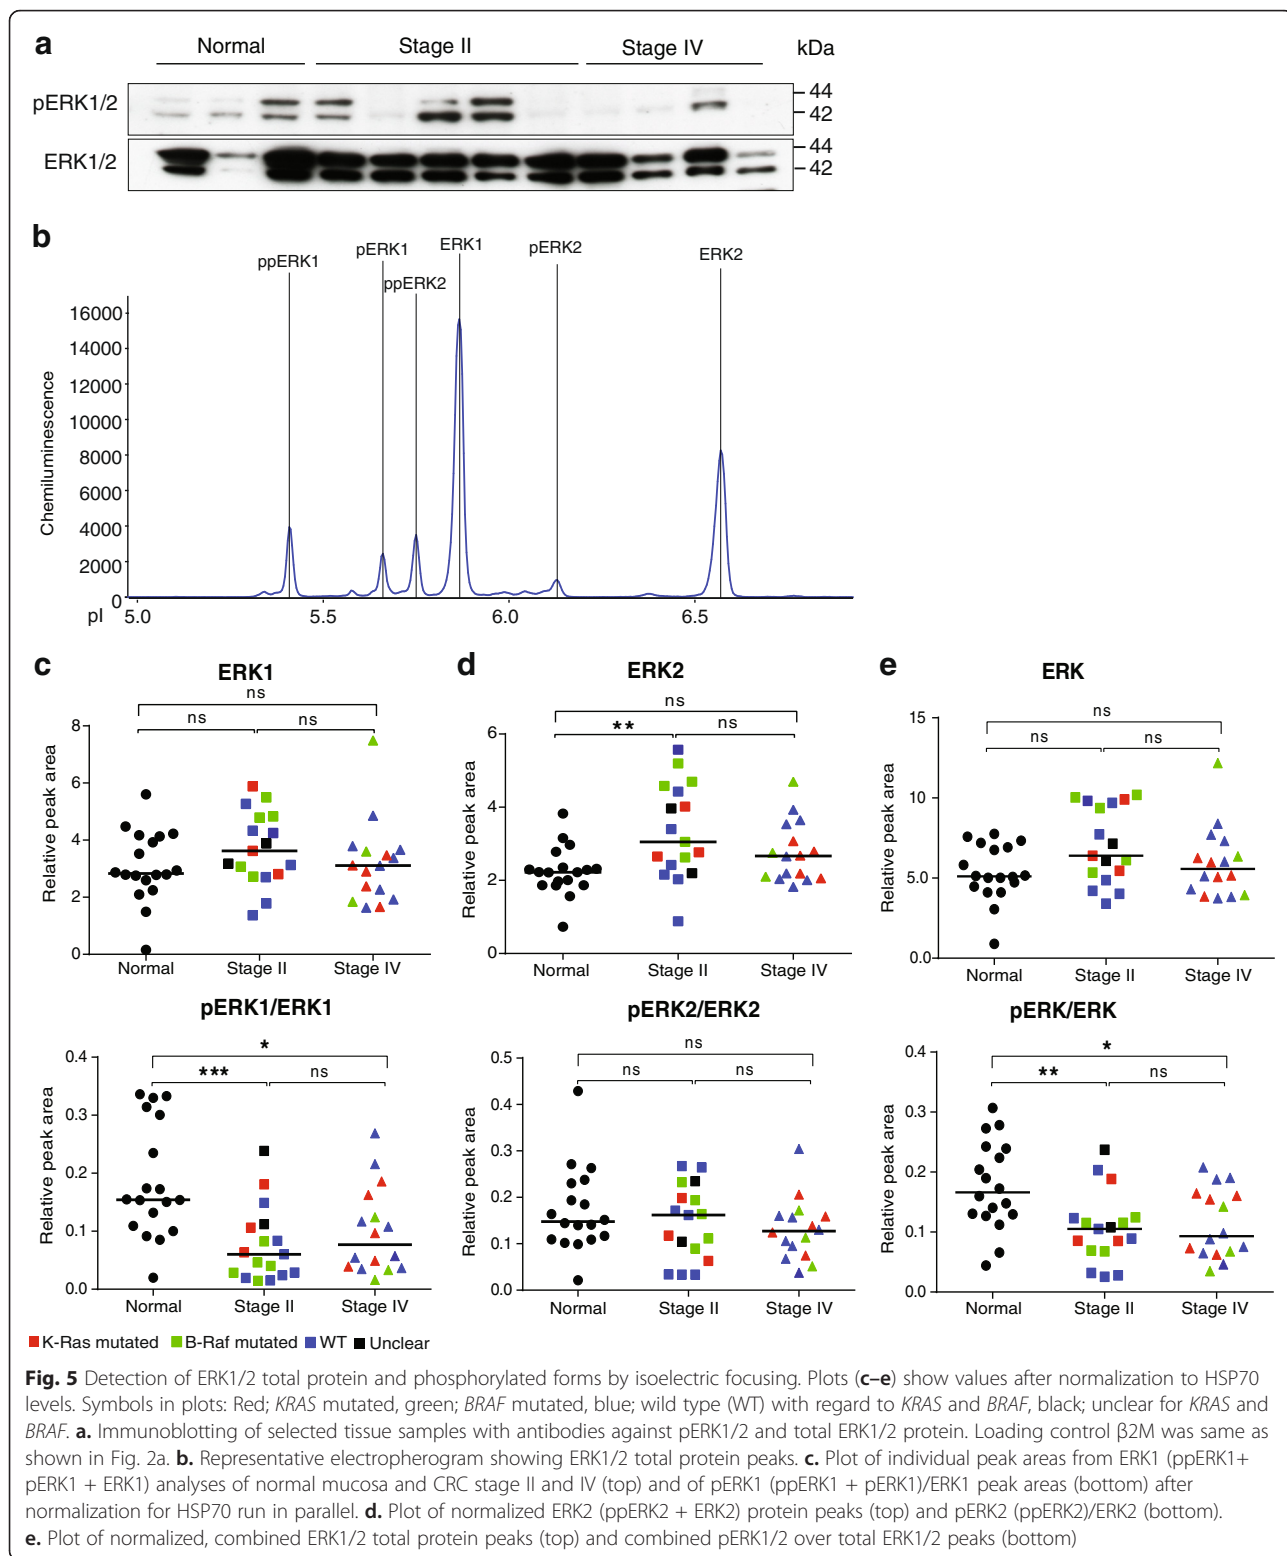 a
Normal Stage II Stage IV kDa
pERK1/2
44
42
ERK1/2
44
42
b
ppERK1 pERK1 ppERK2 ERK1 pERK2 ERK2
Chemiluminescence
16000
14000
12000
10000
8000
6000
4000
2000
0
pI 5.0 5.5 6.0 6.5
c
ERK1
ns
ns ns
Relative peak area
8
6
4
2
0
Normal Stage II Stage IV
pERK1/ERK1
*
*** ns
Relative peak area
0.4
0.3
0.2
0.1
0.0
Normal Stage II Stage IV
d
ERK2
ns
** ns
Relative peak area
6
4
2
0
Normal Stage II Stage IV
pERK2/ERK2
ns
ns ns
Relative peak area
0.5
0.4
0.3
0.2
0.1
0.0
Normal Stage II Stage IV
e
ERK
ns
ns ns
Relative peak area
15
10
5.0
0.0
Normal Stage II Stage IV
pERK/ERK
*
** ns
Relative peak area
0.4
0.3
0.2
0.1
0.0
Normal Stage II Stage IV
K-Ras mutated B-Raf mutated WT Unclear
Fig. 5 Detection of ERK1/2 total protein and phosphorylated forms by isoelectric focusing. Plots (c–e) show values after normalization to HSP70
levels. Symbols in plots: Red; KRAS mutated, green; BRAF mutated, blue; wild type (WT) with regard to KRAS and BRAF, black; unclear for KRAS and
BRAF. a. Immunoblotting of selected tissue samples with antibodies against pERK1/2 and total ERK1/2 protein. Loading control β2M was same as
shown in Fig. 2a. b. Representative electropherogram showing ERK1/2 total protein peaks. c. Plot of individual peak areas from ERK1 (ppERK1+
pERK1 + ERK1) analyses of normal mucosa and CRC stage II and IV (top) and of pERK1 (ppERK1 + pERK1)/ERK1 peak areas (bottom) after
normalization for HSP70 run in parallel. d. Plot of normalized ERK2 (ppERK2 + ERK2) protein peaks (top) and pERK2 (ppERK2)/ERK2 (bottom).
e. Plot of normalized, combined ERK1/2 total protein peaks (top) and combined pERK1/2 over total ERK1/2 peaks (bottom)